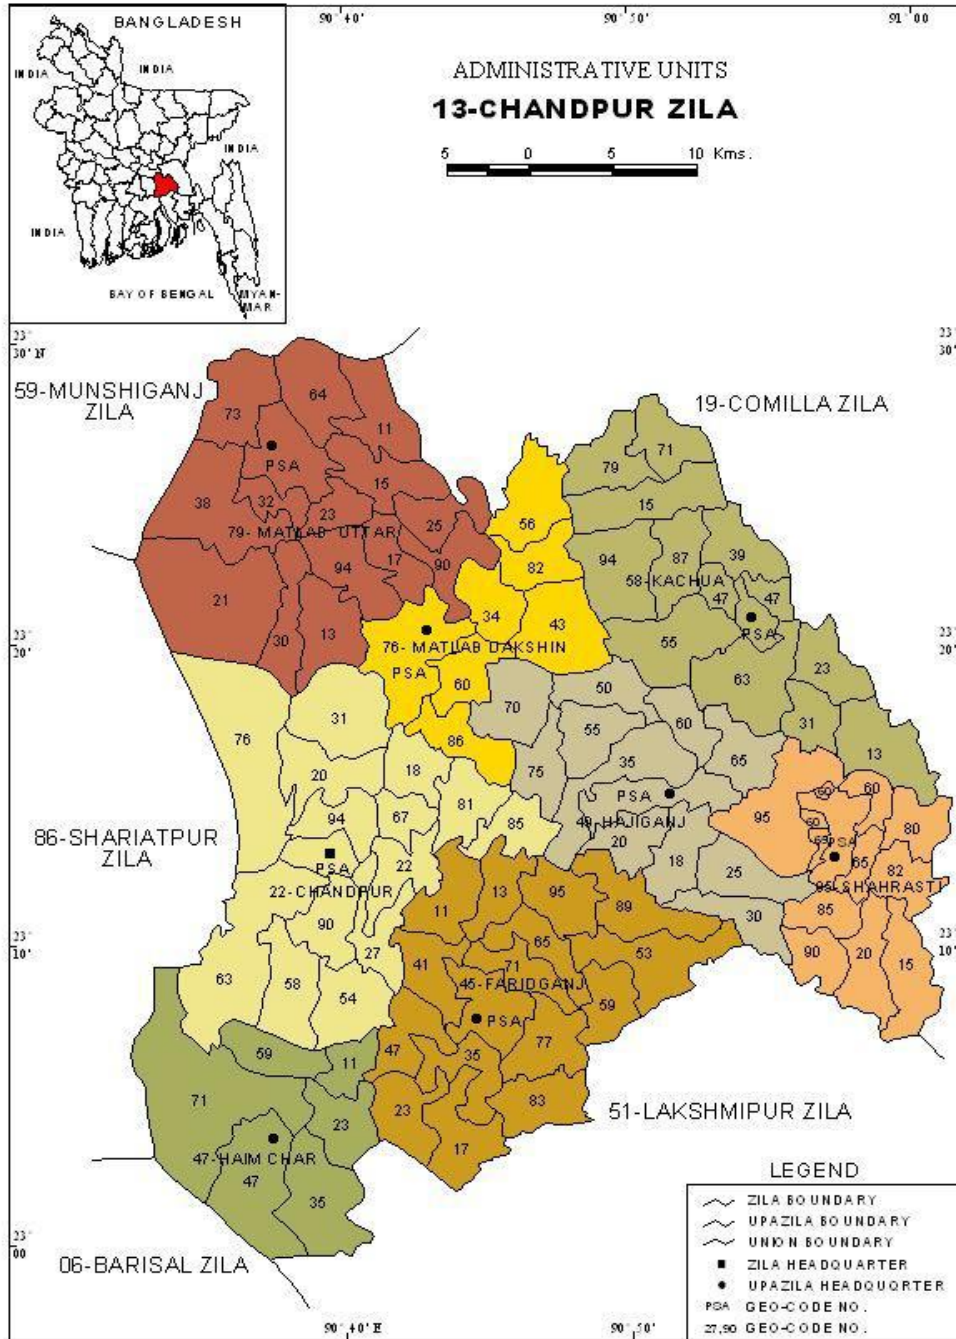 90° 40'
90° 50'
91° 00'
BANGLADESH
INDIA
INDIA
INDIA
INDIA
BAY OF BENGAL
MYAN-
MAR
ADMINISTRATIVE UNITS
13-CHANDPUR ZILA
5 0 5 10 Kms.
23°
30' N
23°
30'
59-MUNSHIGANJ
ZILA
19-COMILLA ZILA
64
73
11
PSA
15
38
32
23
25
79- MATLAB UTTAR
94
17
90
21
30
13
56
82
34
43
76- MATLAB DAKSHIN
PSA
60
86
71
79
15
94
87
39
58-KACHUA
47
47
PSA
55
63
23
31
13
23°
20'
23°
20'
70
50
60
55
75
35
65
PSA
49-HAJIGANJ
20
18
25
30
95
60
60
80
PSA
65
82
95-SHAHRASTI
85
90
20
15
86-SHARIATPUR
ZILA
76
31
20
18
94
67
81
85
PSA
22
22-CHANDPUR
90
27
63
58
54
23°
10'
23°
10'
11
13
95
89
65
53
41
71
45-FARIDGANJ
59
PSA
77
47
35
83
23
17
59
11
71
23
47-HAIM CHAR
47
35
51-LAKSHMIPUR ZILA
06-BARISAL ZILA
23°
00
LEGEND
ZILA BOUNDARY
UPAZILA BOUNDARY
UNION BOUNDARY
ZILA HEADQUARTER
UPAZILA HEADQUORTER
PSA GEO-CODE NO.
27,90 GEO-CODE NO.
90° 40' E
90° 50'